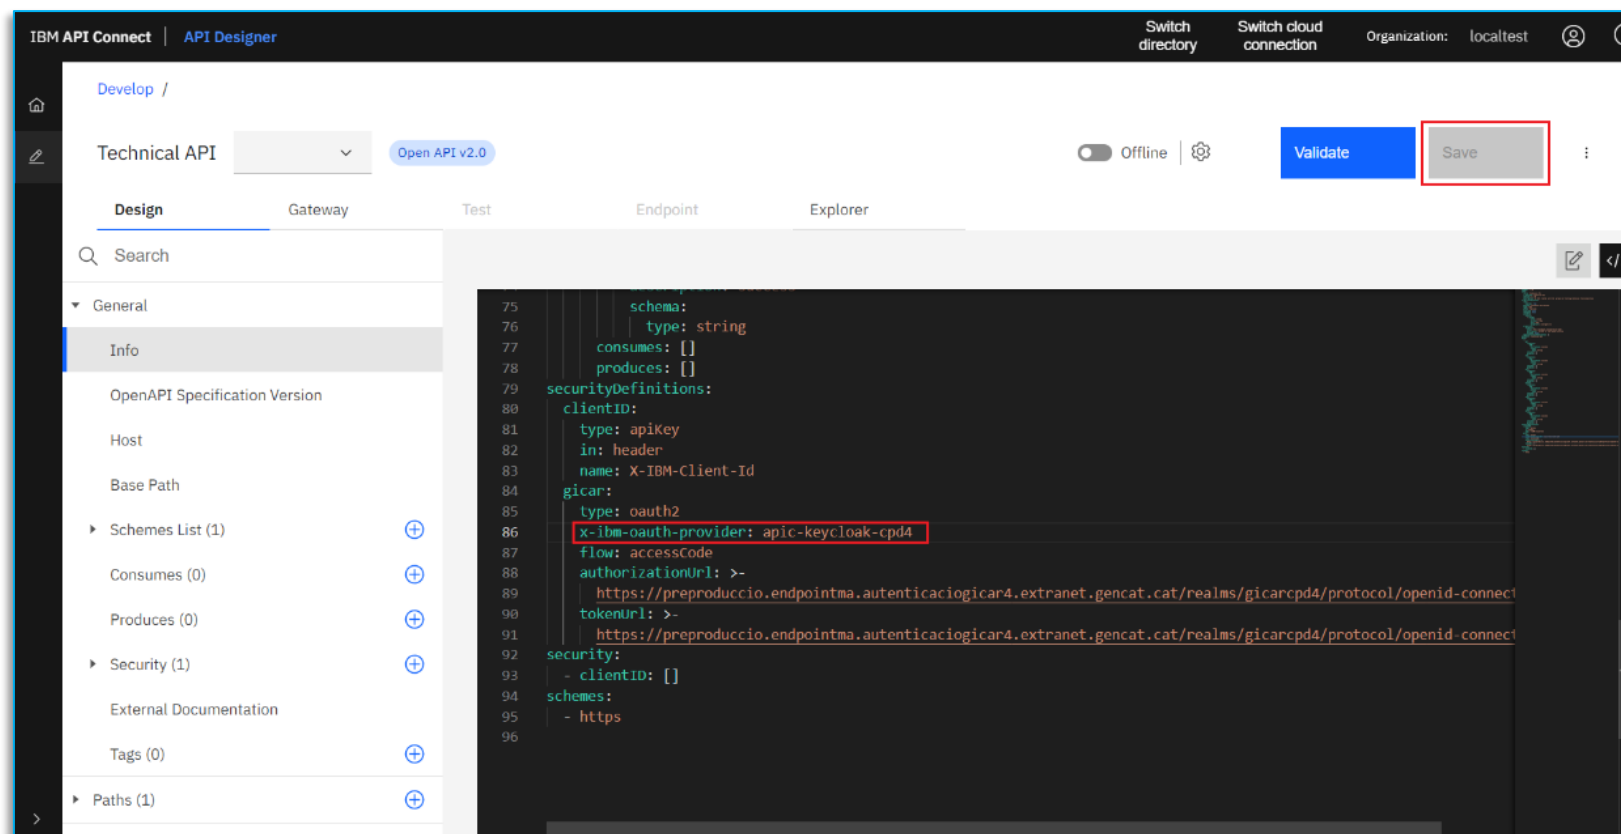 IBM API Connect | API Designer
Switch directory
Switch cloud connection
Organization: localtest
Develop /
Technical API
Open API v2.0
Offline
Validate
Save
Design Gateway Test Endpoint Explorer
Search
General
Info
OpenAPI Specification Version
Host
Base Path
Schemes List (1)
Consumes (0)
Produces (0)
Security (1)
External Documentation
Tags (0)
Paths (1)
75 schema:
76 type: string
77 consumes: []
78 produces: []
79 securityDefinitions:
80 clientID:
81 type: apiKey
82 in: header
83 name: X-IBM-Client-Id
84 gicar:
85 type: oauth2
86 x-ibm-oauth-provider: apic-keycloak-cpd4
87 flow: accessCode
88 authorizationUrl: >-
89 https://preproduccio.endpointma.autenticaciogicar4.extranet.gencat.cat/realms/gicarcpd4/protocol/openid-connect
90 tokenUrl: >-
91 https://preproduccio.endpointma.autenticaciogicar4.extranet.gencat.cat/realms/gicarcpd4/protocol/openid-connect
92 security:
93 - clientID: []
94 schemes:
95 - https
96